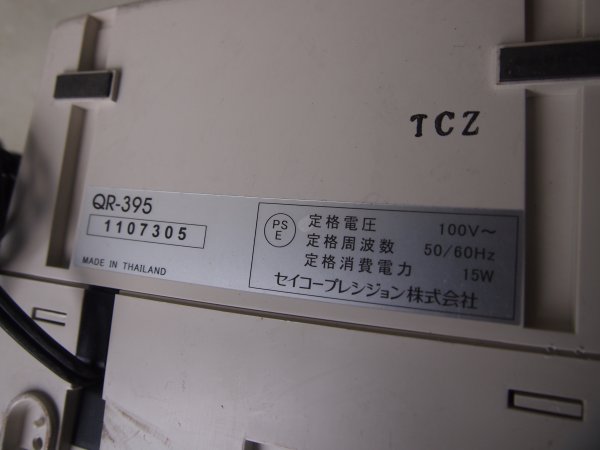 TCZ
QR-395
1107305
MADE IN THAILAND
PS
E
定格電圧 100V～
定格周波数 50/60Hz
定格消費電力 15W
セイコープレシジョン株式会社